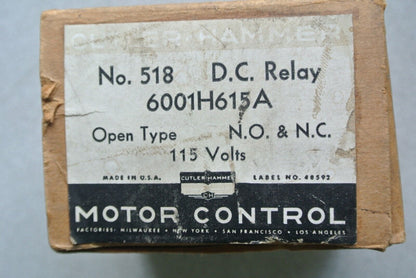 CUTLER-HAMMER
No. 518 D.C. Relay
6001H615A
Open Type N.O. & N.C.
115 Volts
MADE IN U.S.A. CUTLER-HAMMER LABEL NO. 48592
CH
MOTOR CONTROL
FACTORIES: MILWAUKEE • NEW YORK • SAN FRANCISCO • LOS ANGELES